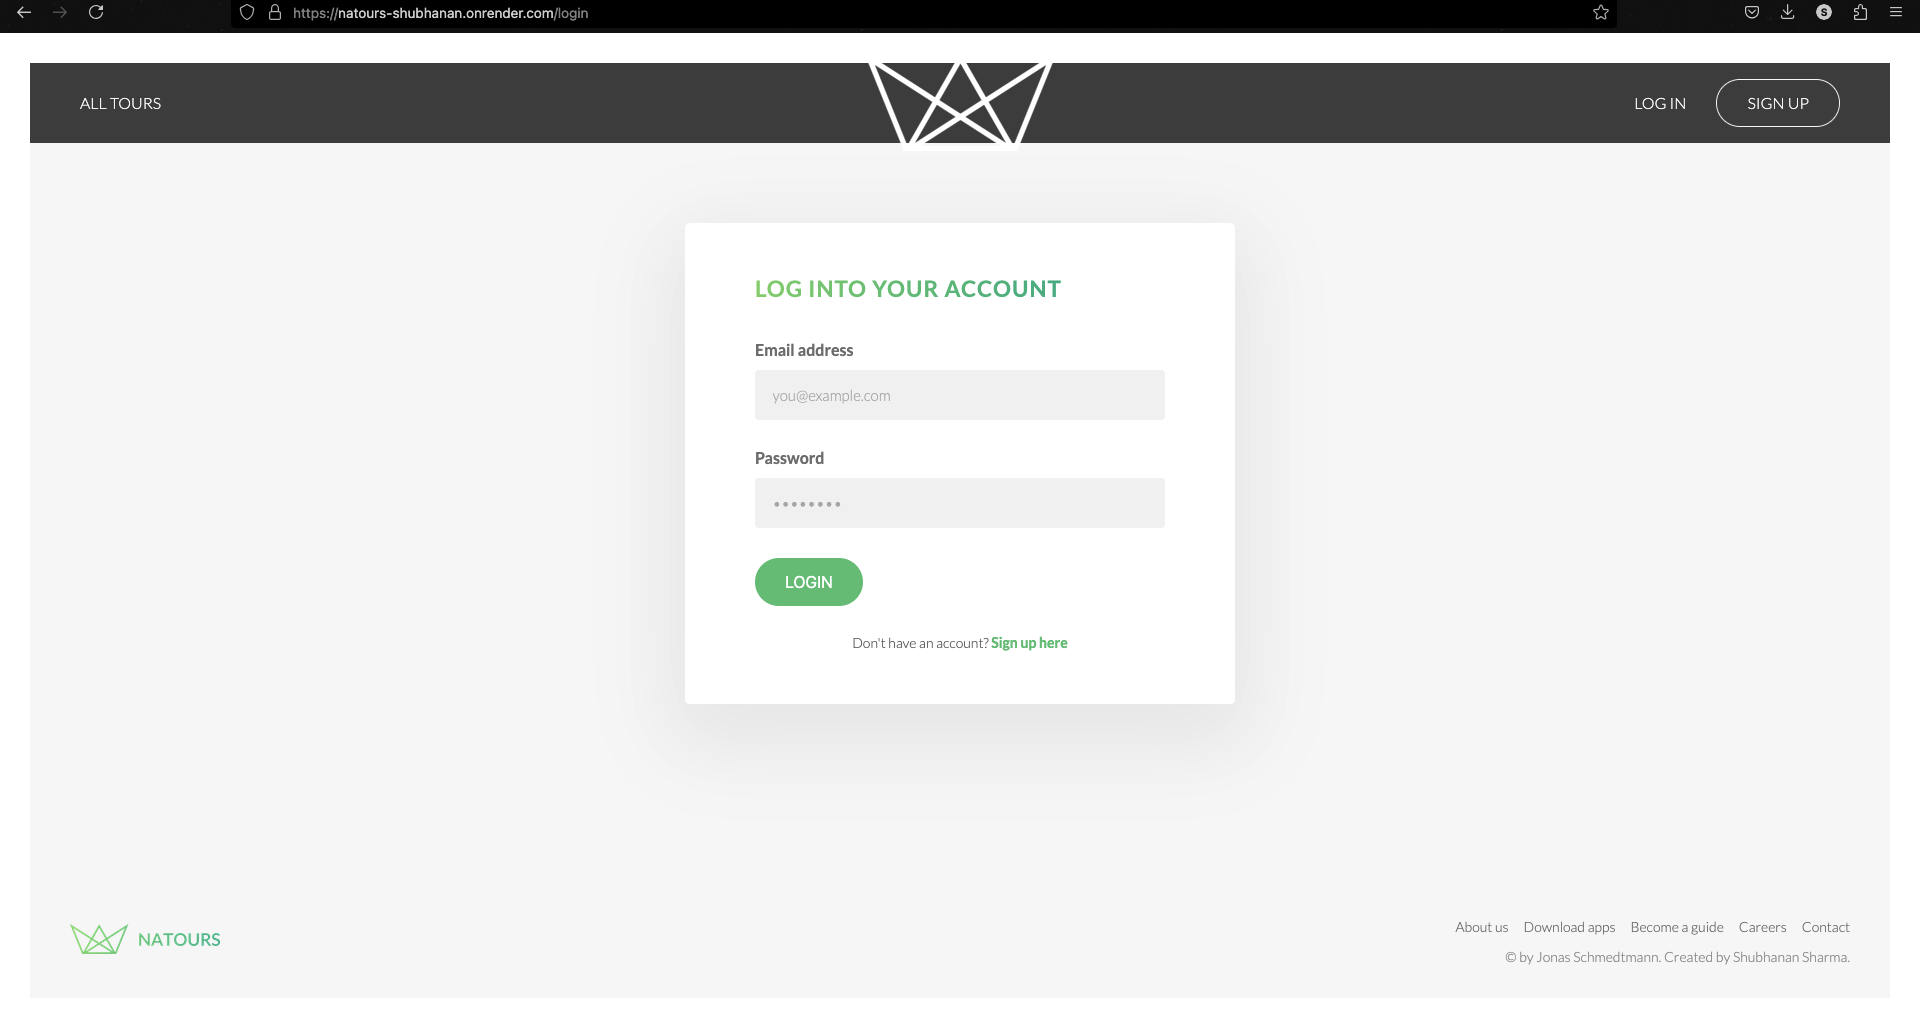 https://natours-shubhanan.onrender.com/login
S
ALL TOURS
LOG IN
SIGN UP
LOG INTO YOUR ACCOUNT
Email address
you@example.com
Password
••••••••
LOGIN
Don't have an account? Sign up here
NATOURS
About us Download apps Become a guide Careers Contact
© by Jonas Schmedtmann. Created by Shubhanan Sharma.